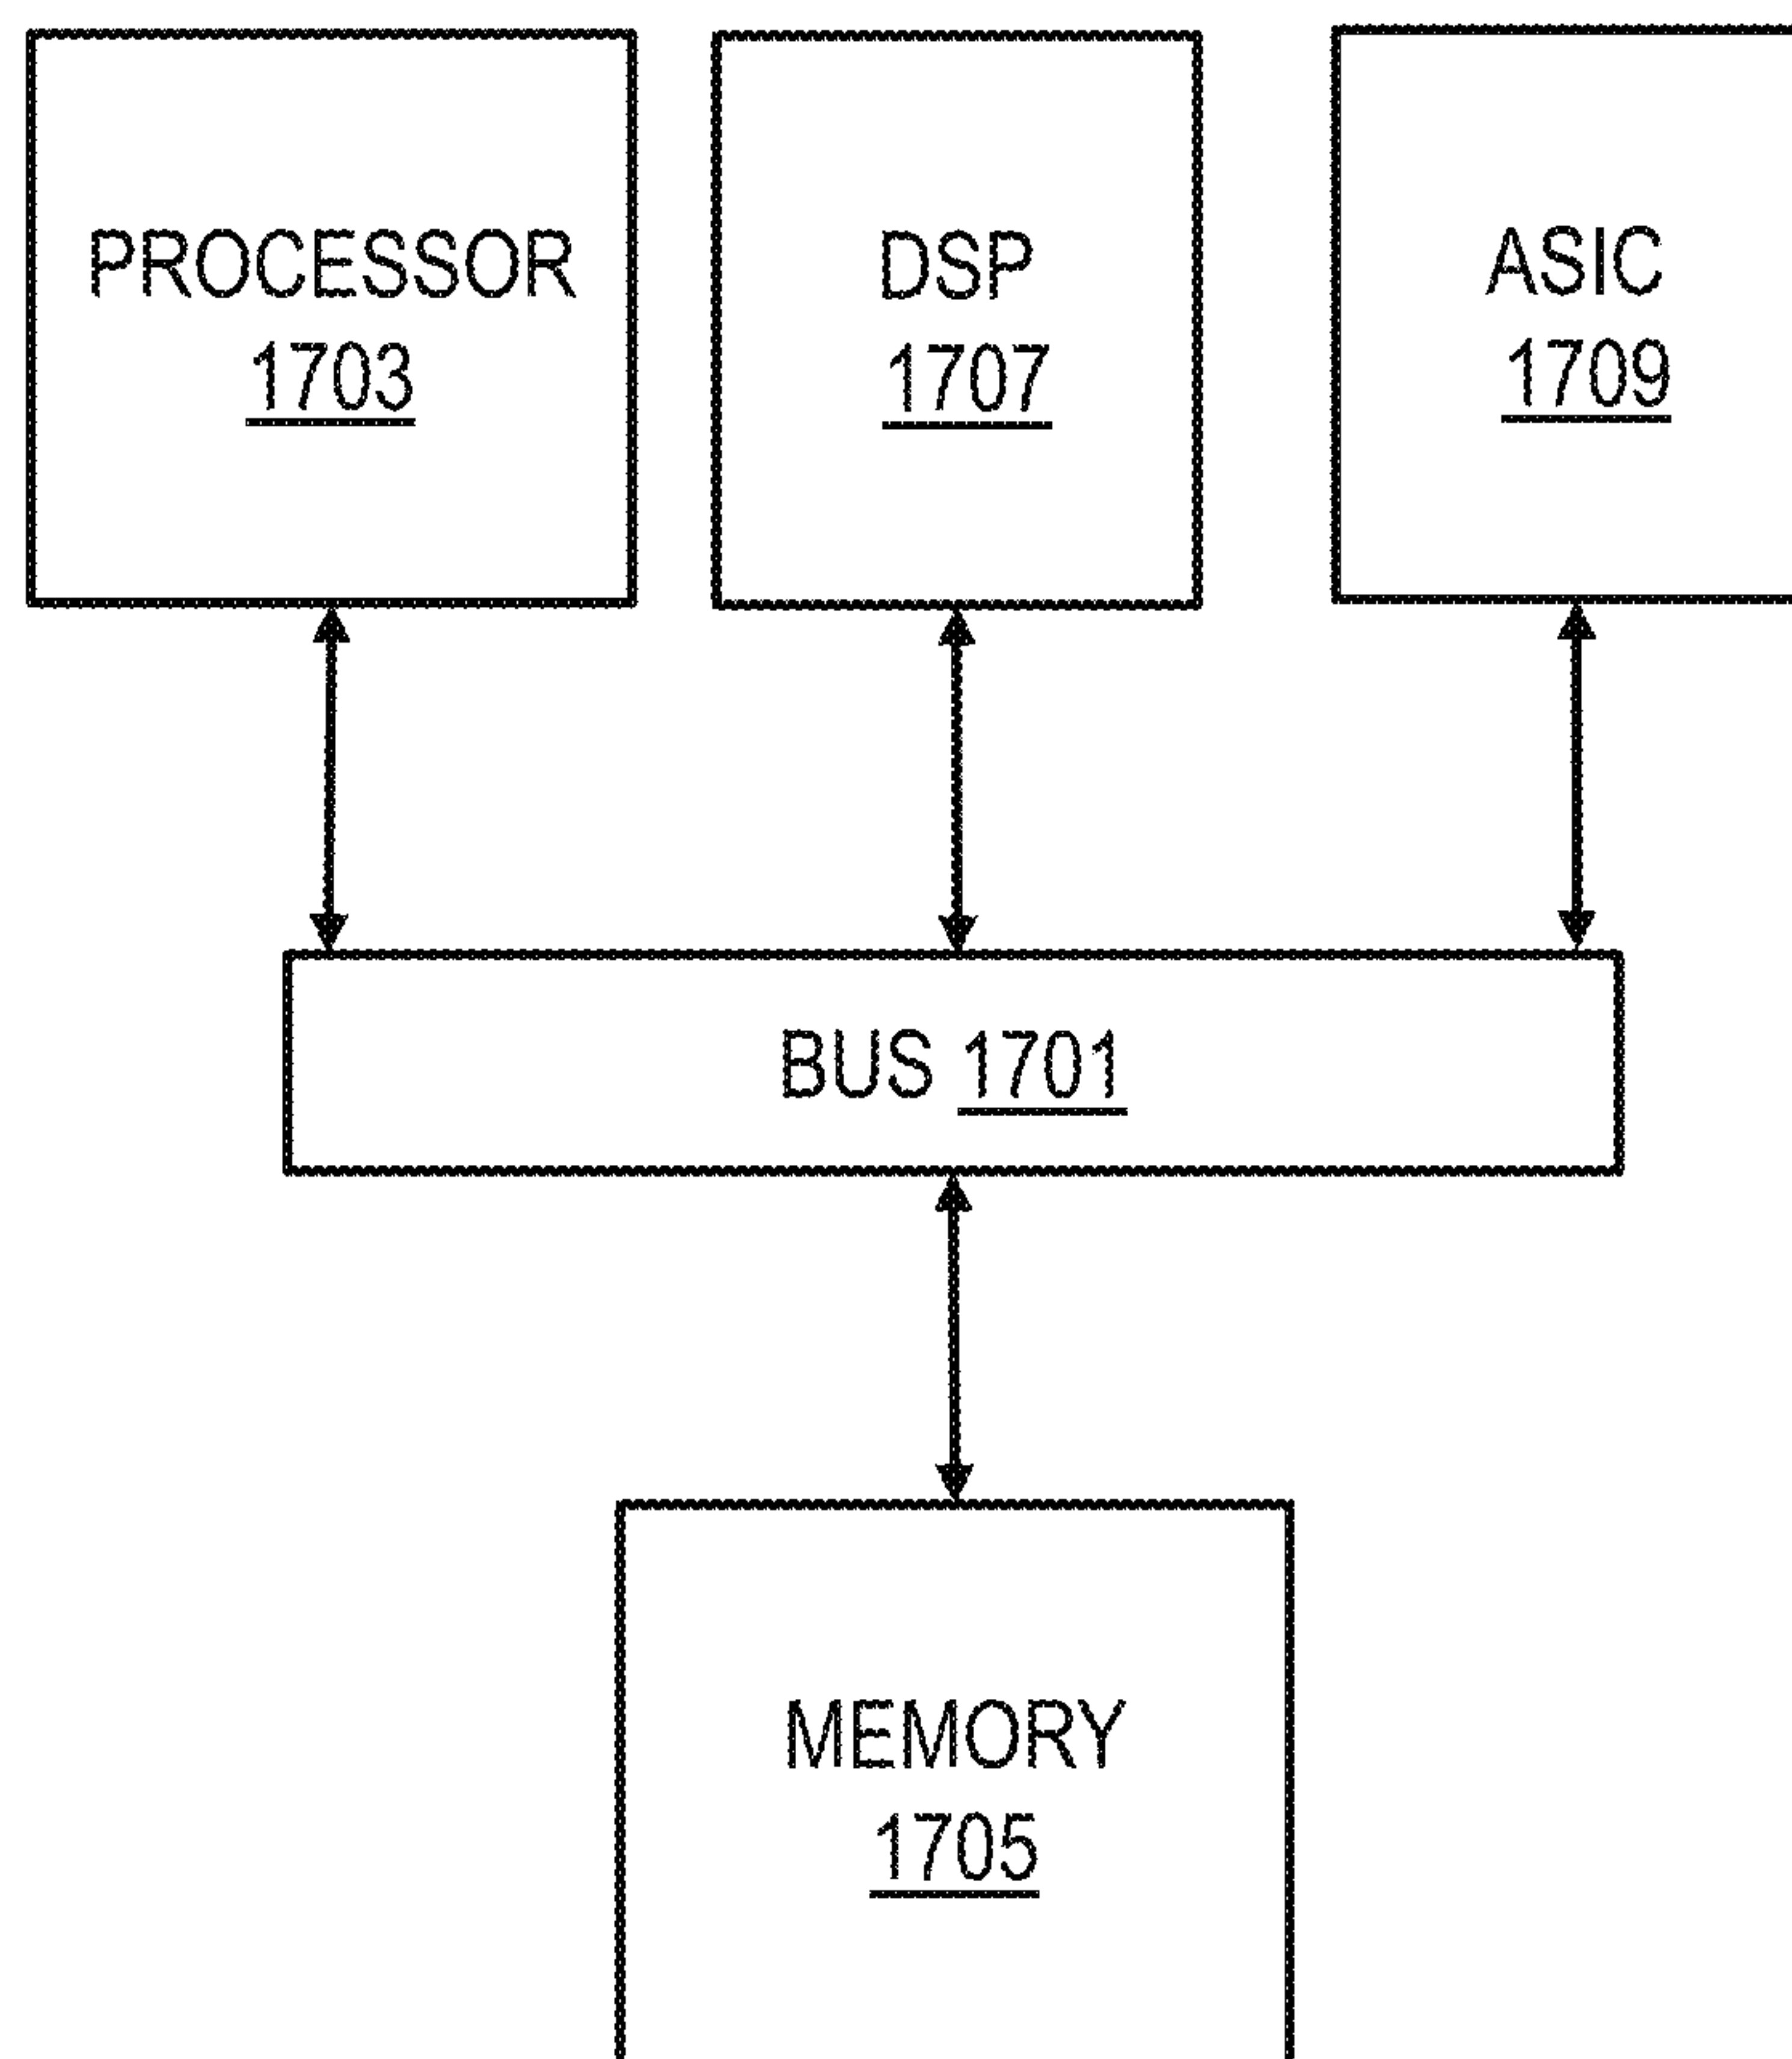 PROCESSOR
1703
DSP
1707
ASIC
1709
BUS 1701
MEMORY
1705